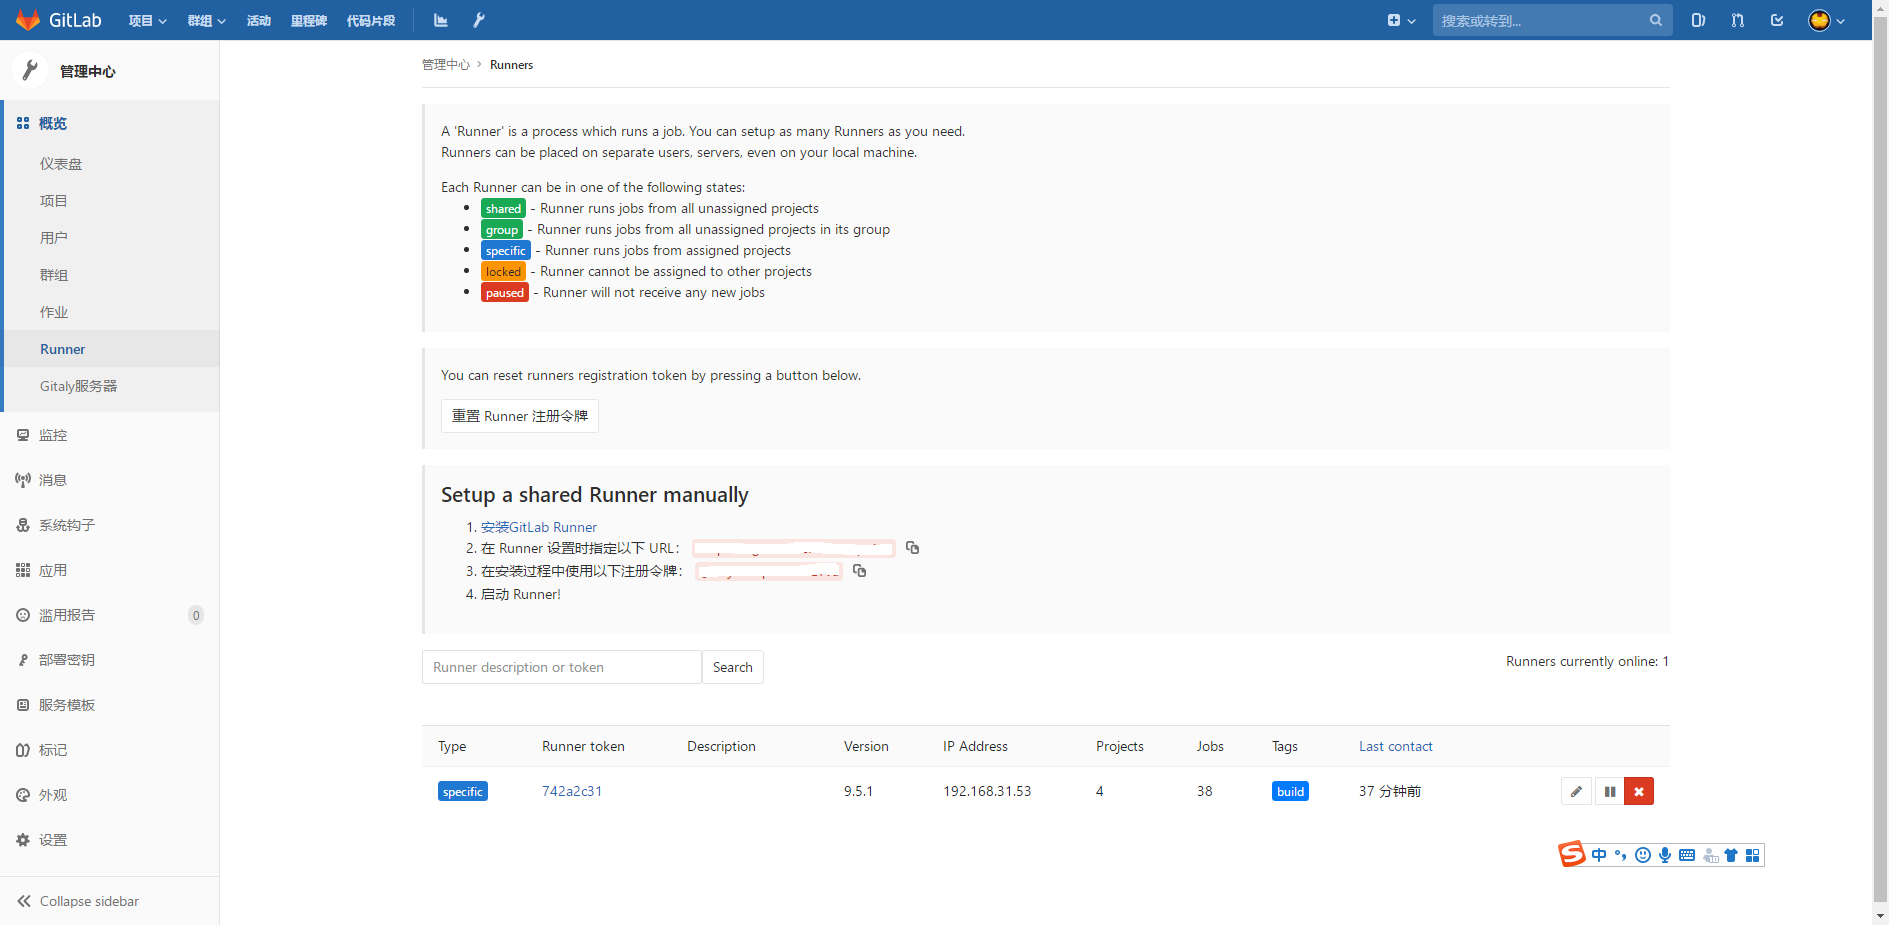 GitLab 项目 群组 活动 里程碑 代码片段 搜索或转到...
管理中心
概览
仪表盘
项目
用户
群组
作业
Runner
Gitaly服务器
监控
消息
系统钩子
应用
滥用报告 0
部署密钥
服务模板
标记
外观
设置
Collapse sidebar
管理中心 > Runners
A 'Runner' is a process which runs a job. You can setup as many Runners as you need.
Runners can be placed on separate users, servers, even on your local machine.
Each Runner can be in one of the following states:
shared - Runner runs jobs from all unassigned projects
group - Runner runs jobs from all unassigned projects in its group
specific - Runner runs jobs from assigned projects
locked - Runner cannot be assigned to other projects
paused - Runner will not receive any new jobs
You can reset runners registration token by pressing a button below.
重置 Runner 注册令牌
Setup a shared Runner manually
1. 安装GitLab Runner
2. 在 Runner 设置时指定以下 URL：
3. 在安装过程中使用以下注册令牌：
4. 启动 Runner!
Runner description or token Search
Runners currently online: 1
Type Runner token Description Version IP Address Projects Jobs Tags Last contact
specific 742a2c31 9.5.1 192.168.31.53 4 38 build 37 分钟前
S 中